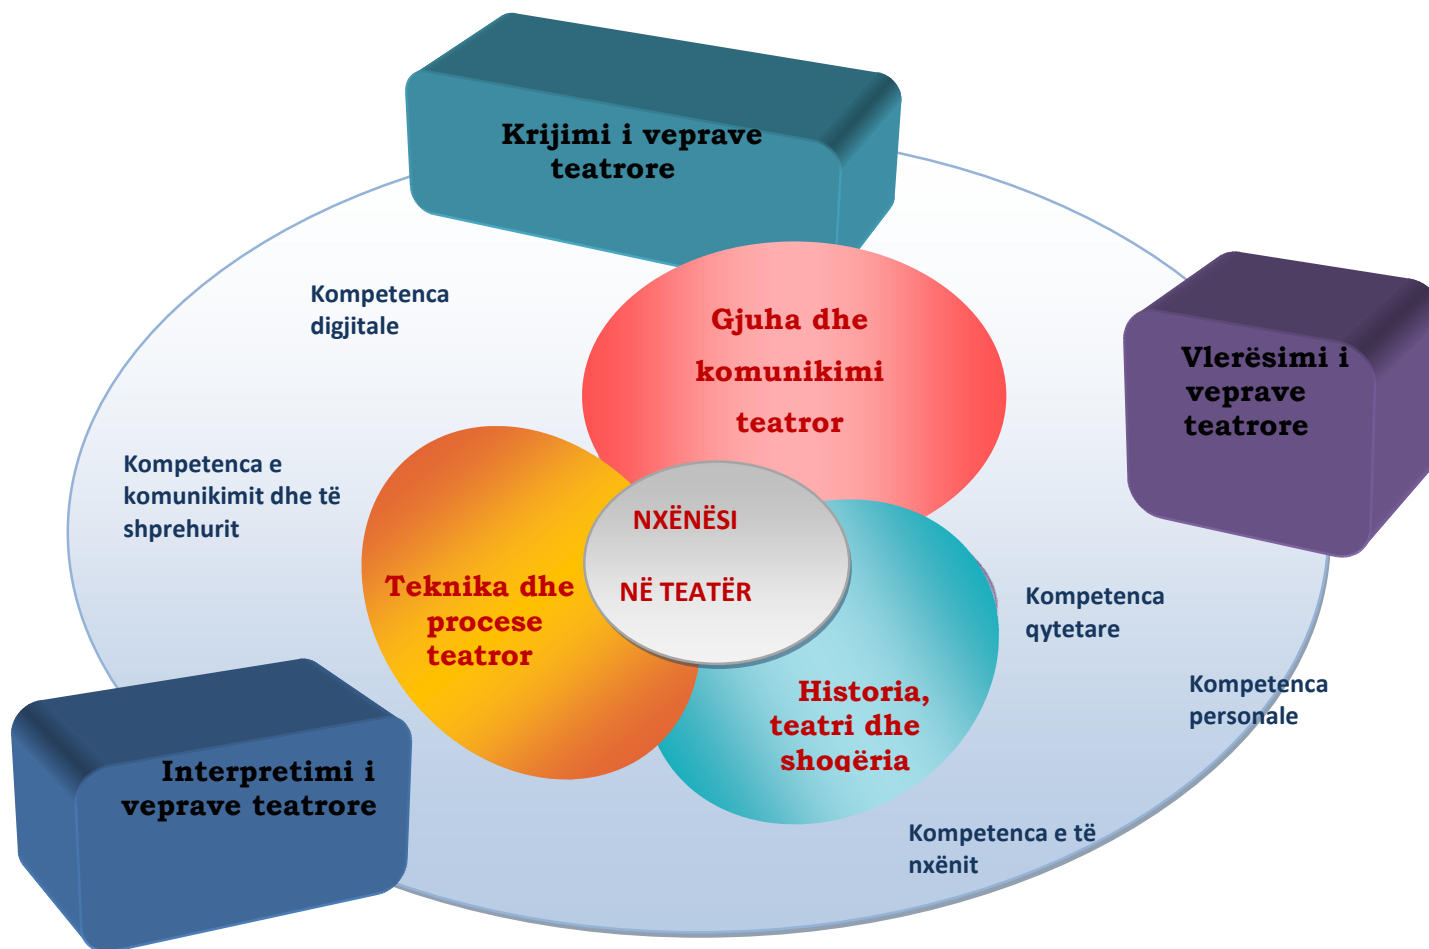 Krijimi i veprave
teatrore
Kompetenca
digjitale
Gjuha dhe
komunikimi
teatror
Vlerësimi i
veprave
teatrore
Kompetenca e
komunikimit dhe të
shprehurit
NXËNËSI
NË TEATËR
Teknika dhe
procese
teatror
Kompetenca
qytetare
Historia,
teatri dhe
shoqëria
Kompetenca
personale
Interpretimi i
veprave teatrore
Kompetenca e të
nxënit